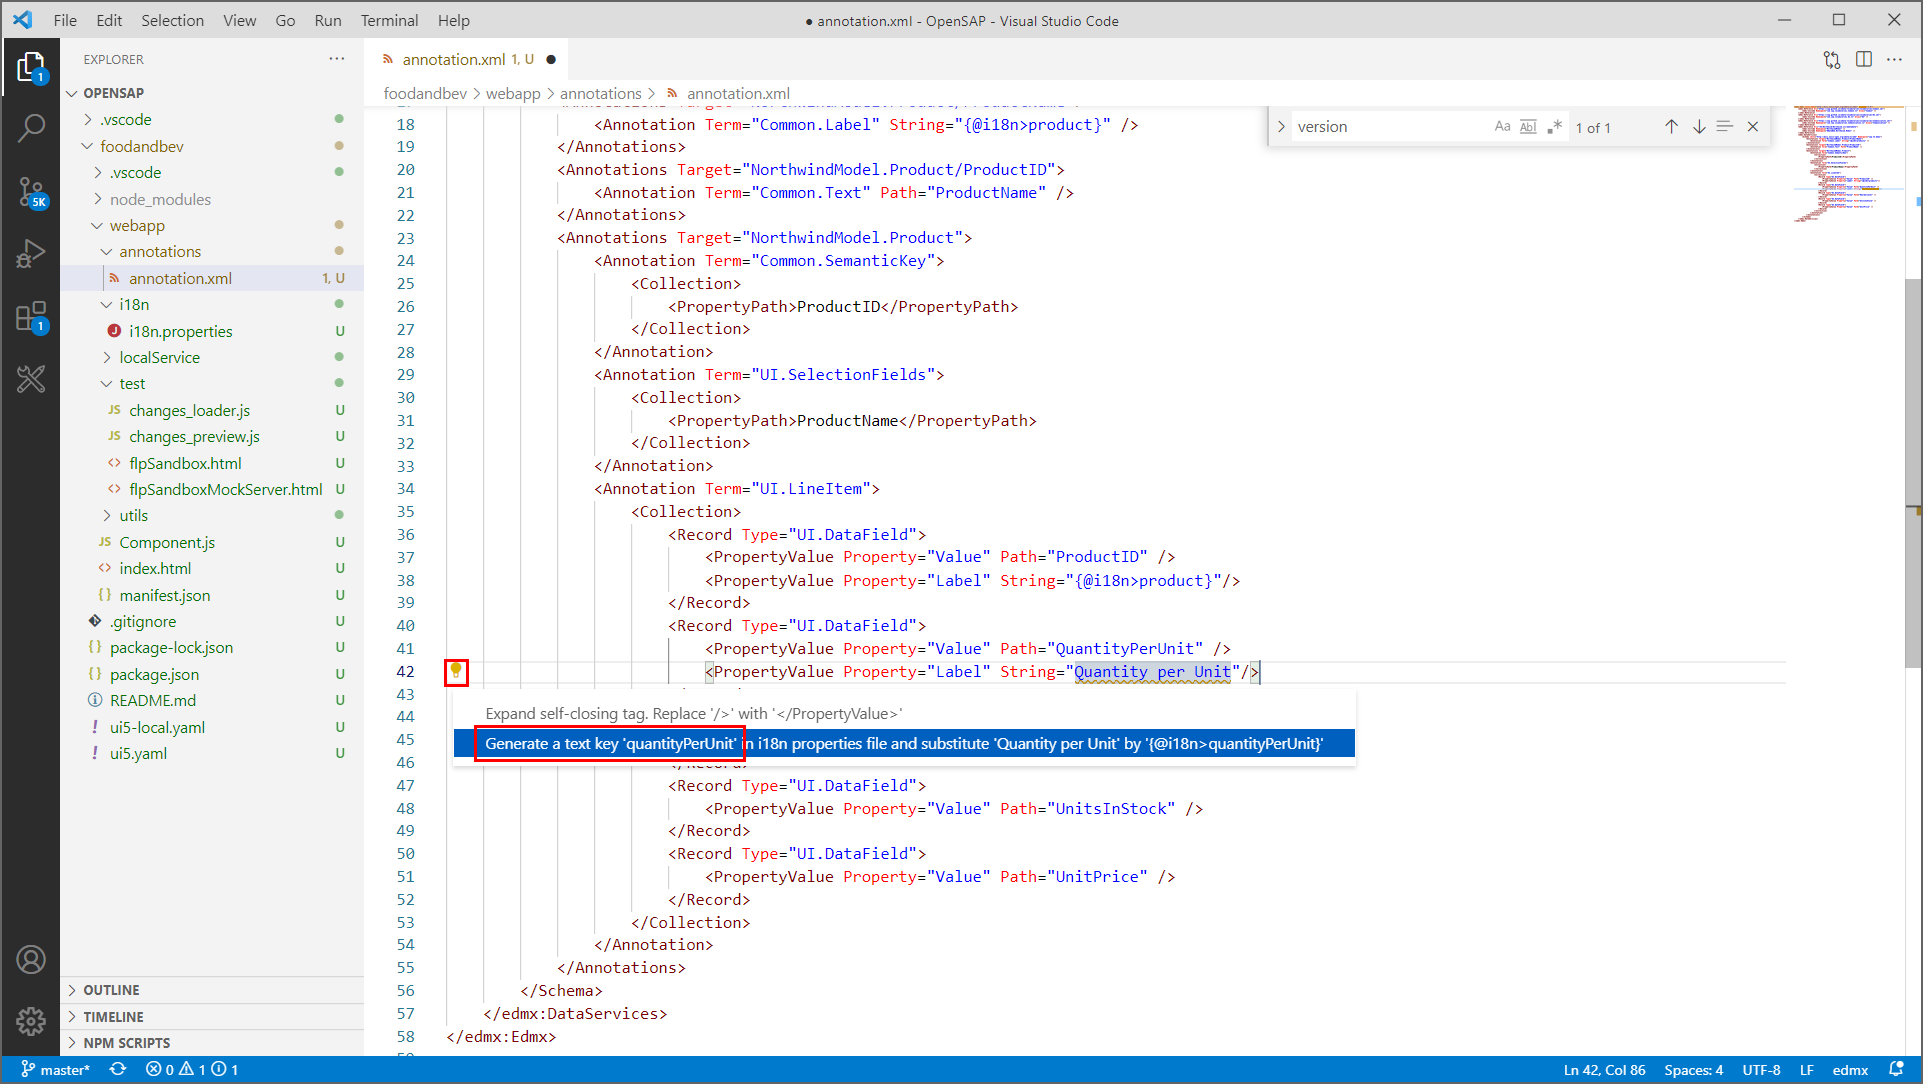 File Edit Selection View Go Run Terminal Help
● annotation.xml - OpenSAP - Visual Studio Code
EXPLORER
OPENSAP
.vscode
foodandbev
.vscode
node_modules
webapp
annotations
annotation.xml 1, U
i18n
i18n.properties U
localService
test
JS changes_loader.js U
JS changes_preview.js U
<> flpSandbox.html U
<> flpSandboxMockServer.html U
utils
JS Component.js U
<> index.html U
{} manifest.json U
.gitignore U
{} package-lock.json U
{} package.json U
README.md U
! ui5-local.yaml U
! ui5.yaml U
OUTLINE
TIMELINE
NPM SCRIPTS
1
5K
1
annotation.xml 1, U ●
foodandbev > webapp > annotations > annotation.xml
version Aa Abl .* 1 of 1
18 <Annotation Term="Common.Label" String="{@i18n>product}" />
19 </Annotations>
20 <Annotations Target="NorthwindModel.Product/ProductID">
21 <Annotation Term="Common.Text" Path="ProductName" />
22 </Annotations>
23 <Annotations Target="NorthwindModel.Product">
24 <Annotation Term="Common.SemanticKey">
25 <Collection>
26 <PropertyPath>ProductID</PropertyPath>
27 </Collection>
28 </Annotation>
29 <Annotation Term="UI.SelectionFields">
30 <Collection>
31 <PropertyPath>ProductName</PropertyPath>
32 </Collection>
33 </Annotation>
34 <Annotation Term="UI.LineItem">
35 <Collection>
36 <Record Type="UI.DataField">
37 <PropertyValue Property="Value" Path="ProductID" />
38 <PropertyValue Property="Label" String="{@i18n>product}"/>
39 </Record>
40 <Record Type="UI.DataField">
41 <PropertyValue Property="Value" Path="QuantityPerUnit" />
42 <PropertyValue Property="Label" String="Quantity per Unit"/>
43
44 Expand self-closing tag. Replace '/>' with '</PropertyValue>'
45 Generate a text key 'quantityPerUnit' in i18n properties file and substitute 'Quantity per Unit' by '{@i18n>quantityPerUnit}'
46 </Record>
47 <Record Type="UI.DataField">
48 <PropertyValue Property="Value" Path="UnitsInStock" />
49 </Record>
50 <Record Type="UI.DataField">
51 <PropertyValue Property="Value" Path="UnitPrice" />
52 </Record>
53 </Collection>
54 </Annotation>
55 </Annotations>
56 </Schema>
57 </edmx:DataServices>
58 </edmx:Edmx>
master* 0 1 1 Ln 42, Col 86 Spaces: 4 UTF-8 LF edmx